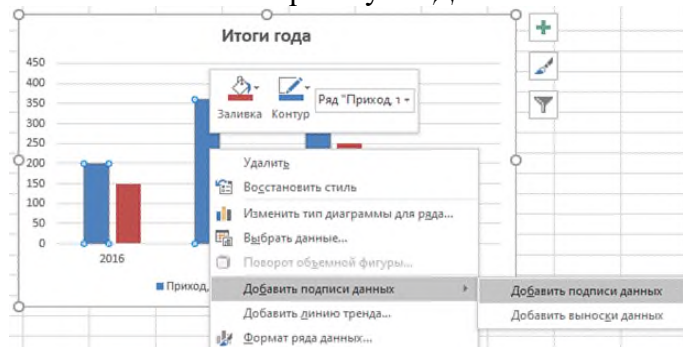 Итоги года
450
400
350
300
250
200
150
100
50
0
2016
Приход,
Заливка Контур Ряд "Приход, т
Удалить
Восстановить стиль
Изменить тип диаграммы для ряда...
Выбрать данные...
Поворот объемной фигуры...
Добавить подписи данных
Добавить линию тренда...
Формат ряда данных...
Добавить подписи данных
Добавить выноски данных